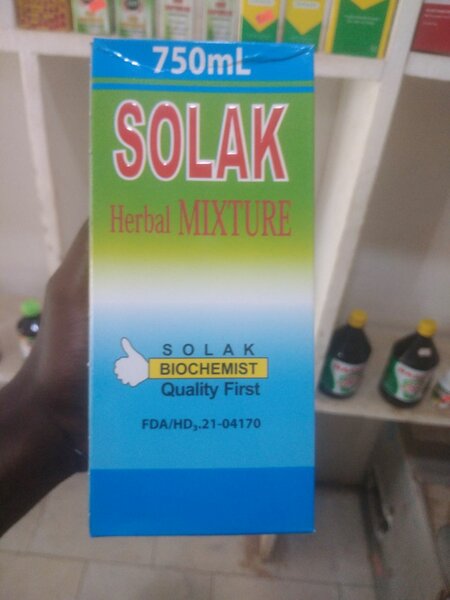 750mL
SOLAK
Herbal MIXTURE
SOLAK
BIOCHEMIST
Quality First
FDA/HD₃.21-04170